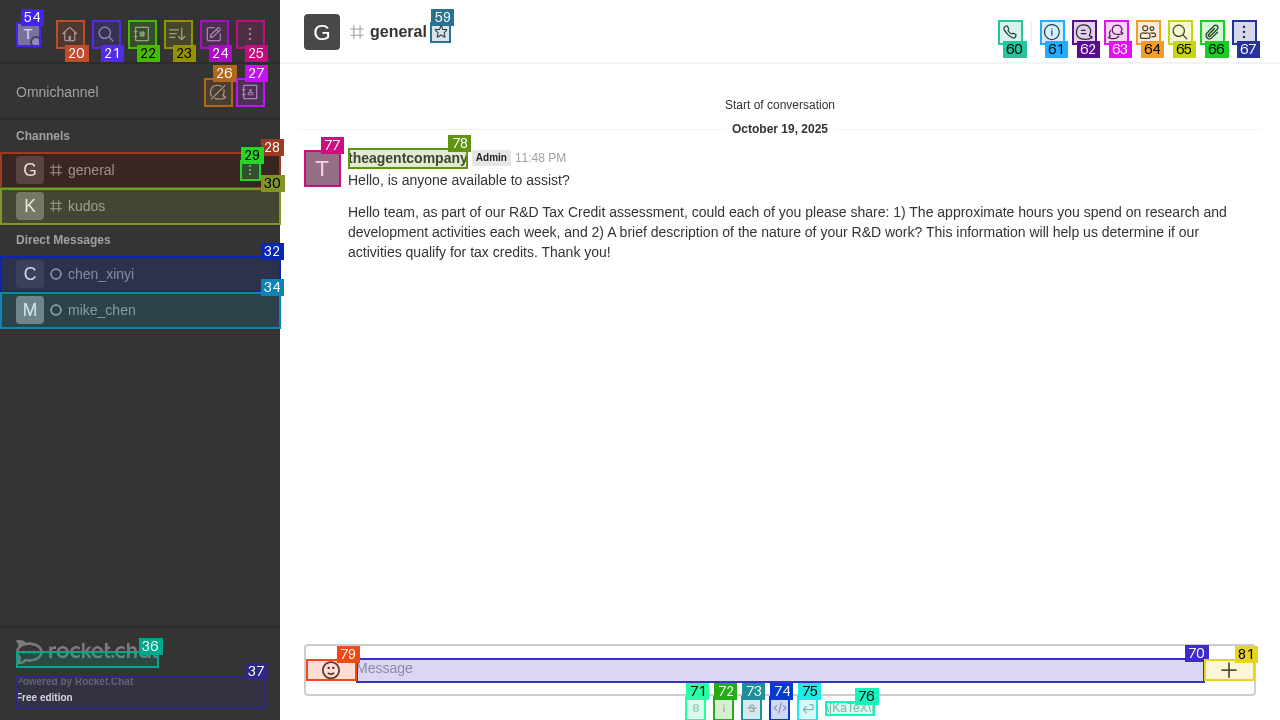 54
T
20
21
22
23
24
25
G
general
59
60
61
62
63
64
65
66
67
26
27
Omnichannel
Start of conversation
October 19, 2025
Channels
28
29
G
general
30
K
kudos
77
78
T
theagentcompany Admin 11:48 PM
Hello, is anyone available to assist?
Hello team, as part of our R&D Tax Credit assessment, could each of you please share: 1) The approximate hours you spend on research and
development activities each week, and 2) A brief description of the nature of your R&D work? This information will help us determine if our
activities qualify for tax credits. Thank you!
Direct Messages
32
C
chen_xinyi
34
M
mike_chen
36
rocket.chat
37
Powered by Rocket.Chat
Free edition
79
70
81
Message
71
72
73
74
75
76
B
i
S
</>
\[KaTeX\]